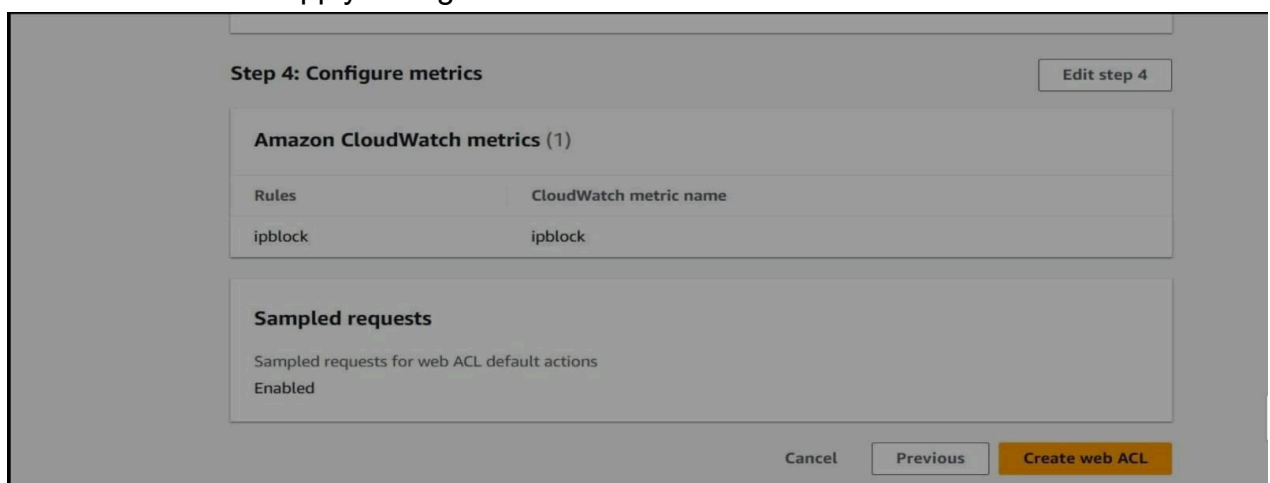 Step 4: Configure metrics
Edit step 4
Amazon CloudWatch metrics (1)
Rules CloudWatch metric name
ipblock ipblock
Sampled requests
Sampled requests for web ACL default actions
Enabled
Cancel Previous Create web ACL